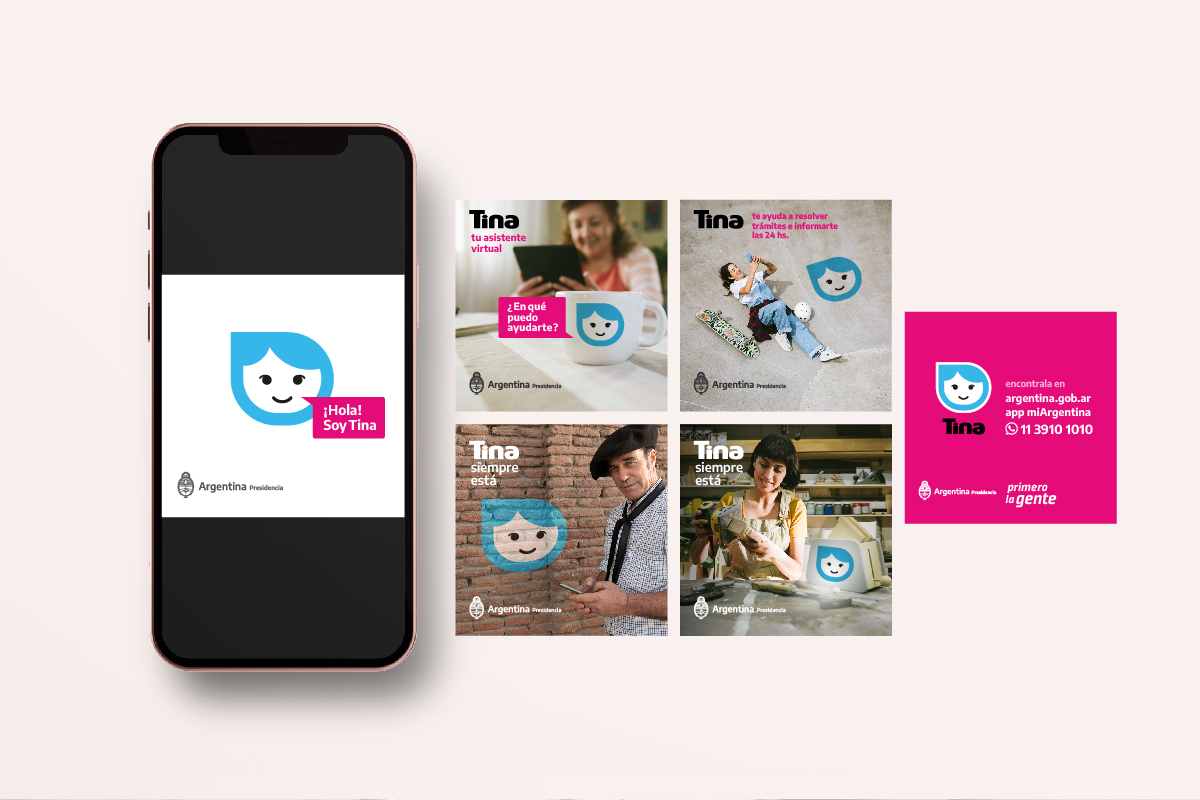 ¡Hola!
Soy Tina
Argentina Presidencia
Tina
tu asistente
virtual
¿En qué
puedo
ayudarte?
Argentina Presidencia
Tina
te ayuda a resolver
trámites e informarte
las 24 hs.
Argentina Presidencia
Tina
siempre
está
Argentina Presidencia
Tina
siempre
está
Argentina Presidencia
Tina
encontrala en
argentina.gob.ar
app miArgentina
11 3910 1010
Argentina Presidencia
primero
la gente